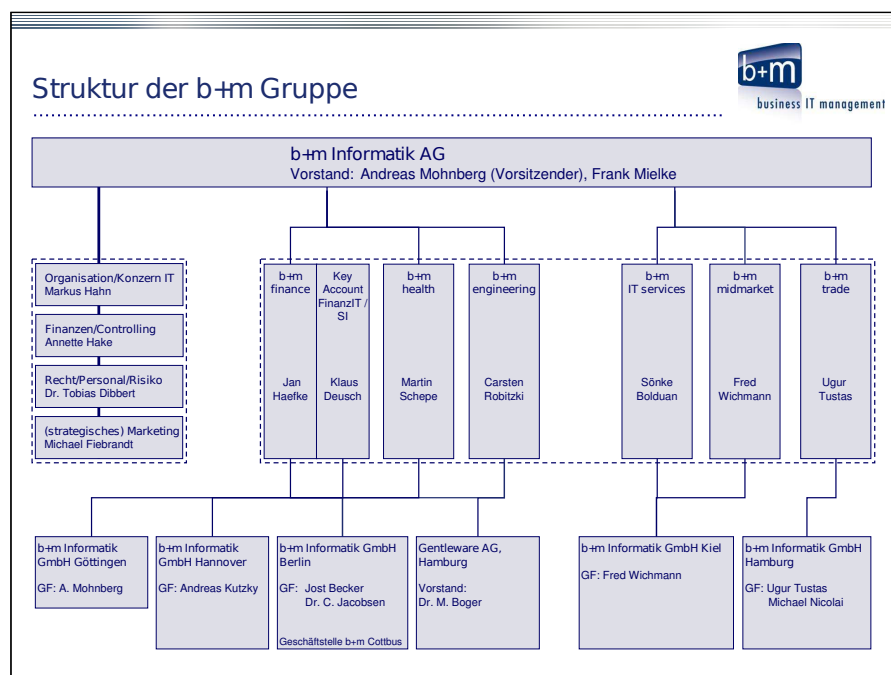 Struktur der b+m Gruppe
b+m
business IT management
b+m Informatik AG
Vorstand: Andreas Mohnberg (Vorsitzender), Frank Mielke
Organisation/Konzern IT
Markus Hahn
Finanzen/Controlling
Annette Hake
Recht/Personal/Risiko
Dr. Tobias Dibbert
(strategisches) Marketing
Michael Fiebrandt
b+m
finance
Jan
Haefke
Key
Account
FinanzIT /
SI
Klaus
Deusch
b+m
health
Martin
Schepe
b+m
engineering
Carsten
Robitzki
b+m
IT services
Sönke
Bolduan
b+m
midmarket
Fred
Wichmann
b+m
trade
Ugur
Tustas
b+m Informatik
GmbH Göttingen
GF: A. Mohnberg
b+m Informatik
GmbH Hannover
GF: Andreas Kutzky
b+m Informatik GmbH
Berlin
GF: Jost Becker
Dr. C. Jacobsen
Geschäftstelle b+m Cottbus
Gentleware AG,
Hamburg
Vorstand:
Dr. M. Boger
b+m Informatik GmbH Kiel
GF: Fred Wichmann
b+m Informatik GmbH
Hamburg
GF: Ugur Tustas
Michael Nicolai